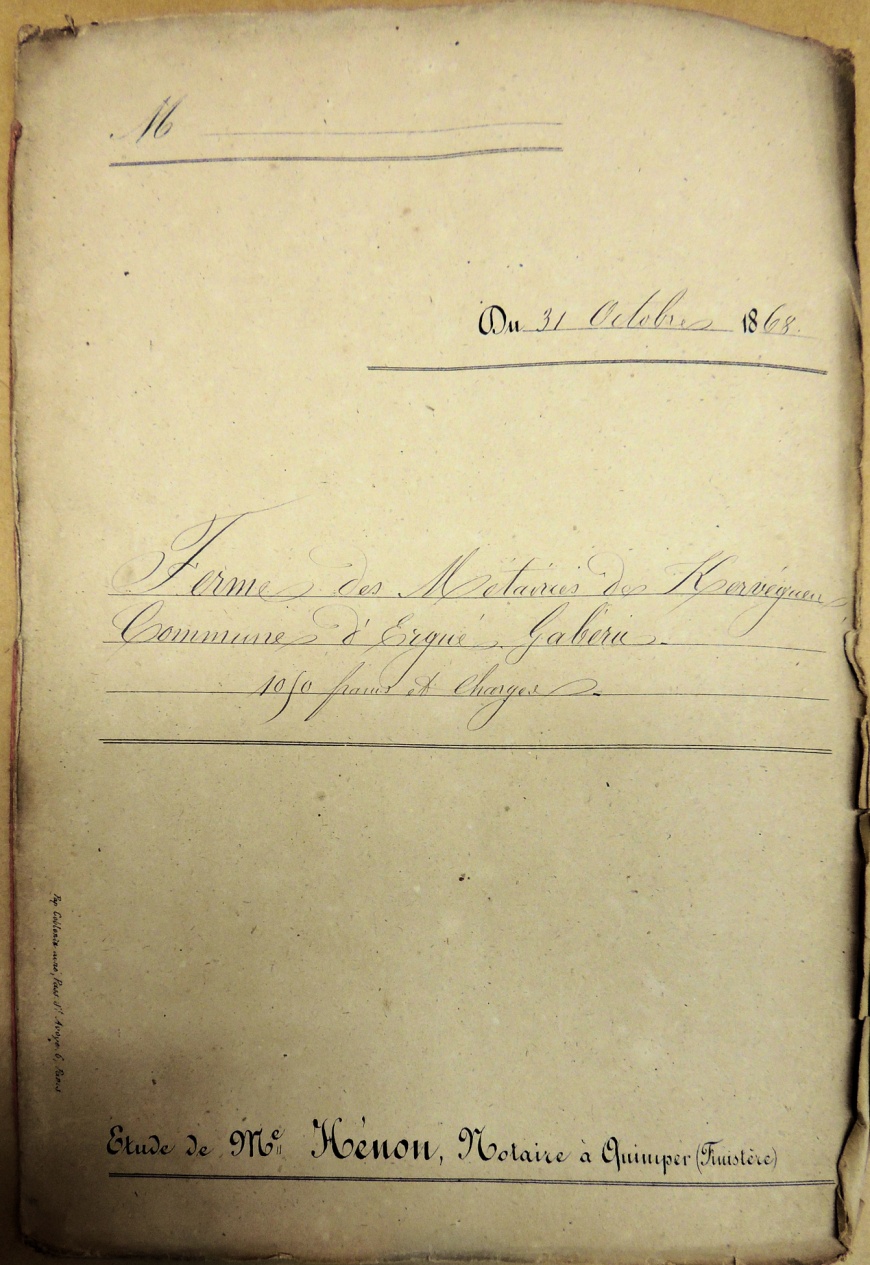 M
Du 31 Octobre 1868.
Ferme des Métairies de Kervéguen
Commune d'Ergué Gabéric.
1050 francs et Charges.
Etude de Me Hénon, Notaire à Quimper (Finistère)